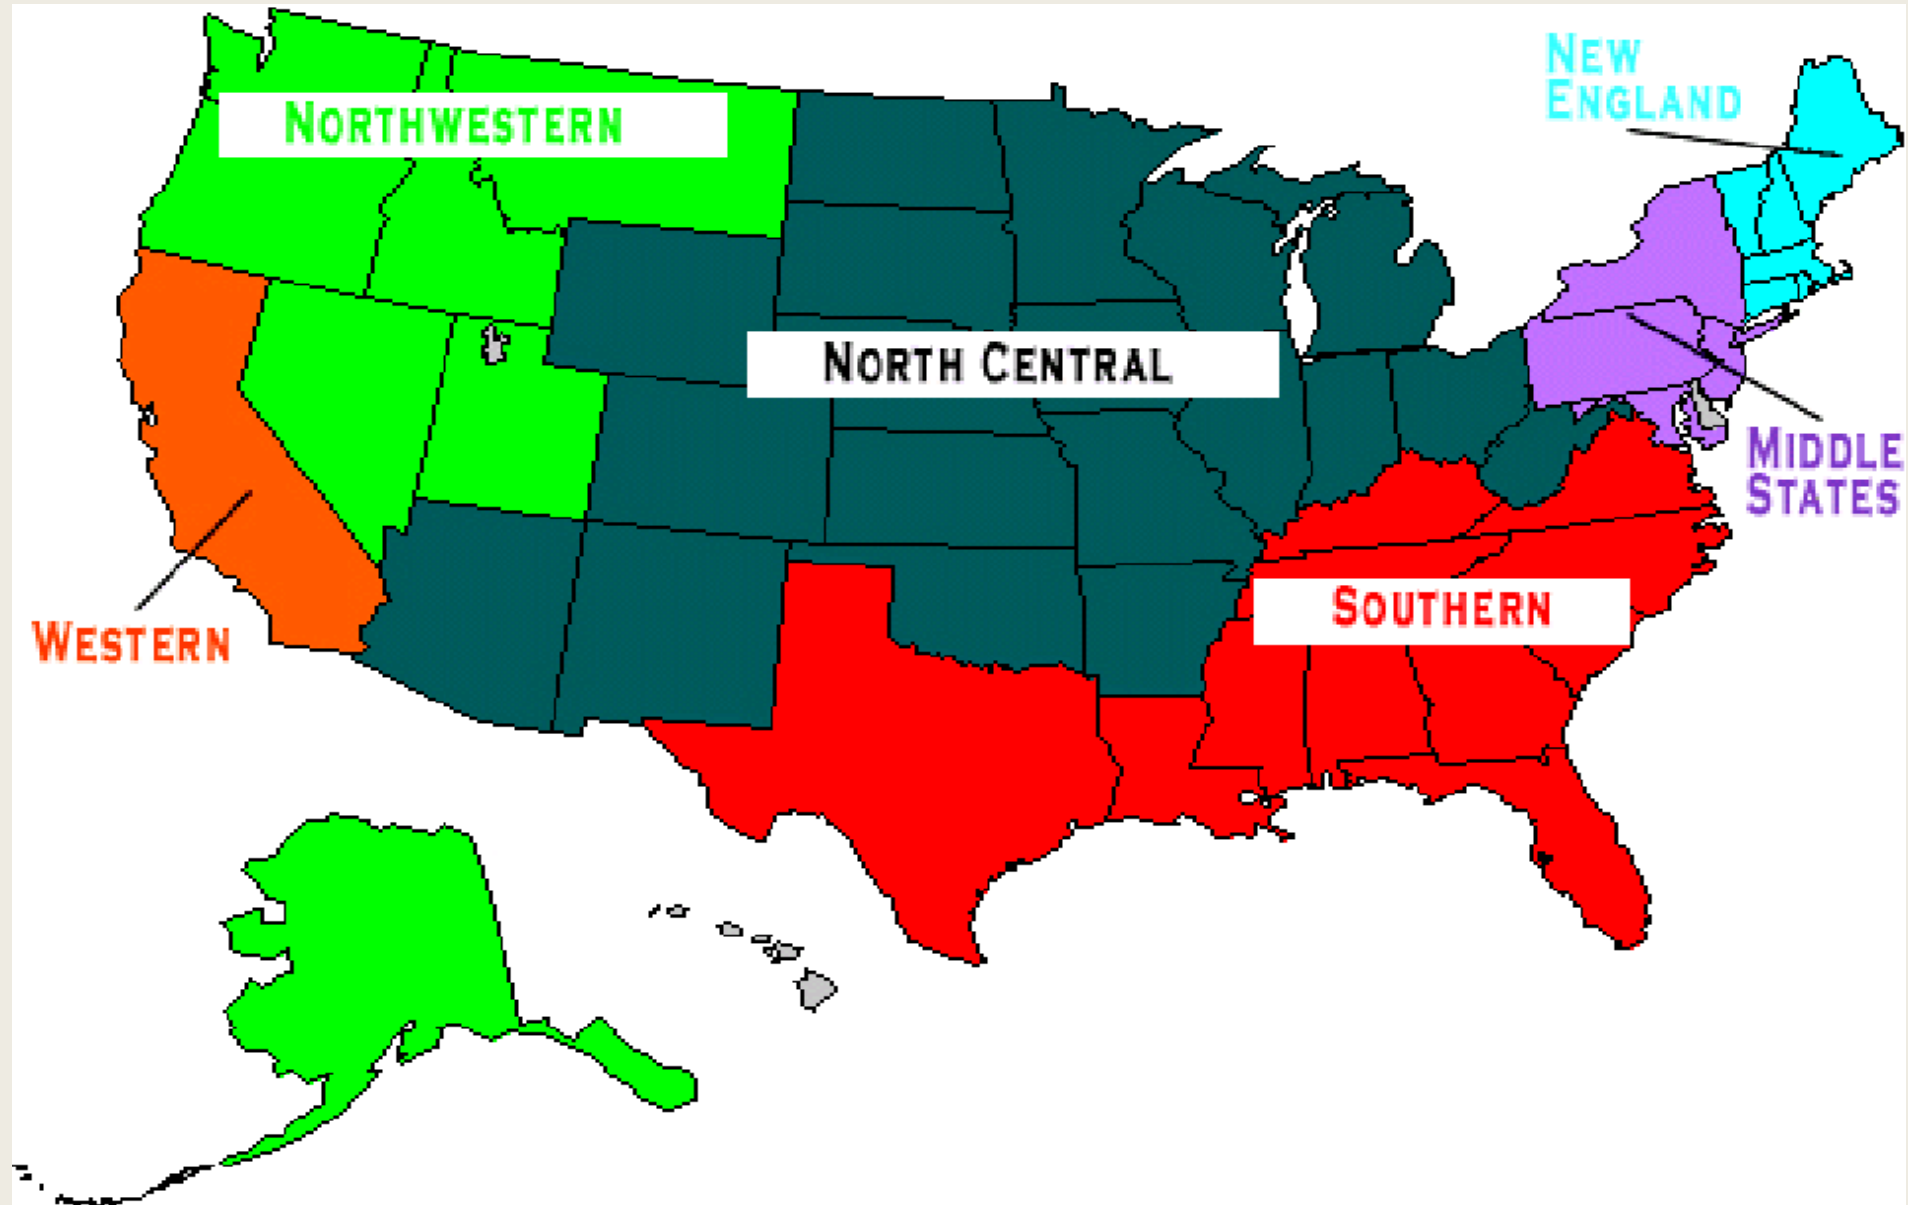 NEW
ENGLAND
NORTHWESTERN
NORTH CENTRAL
MIDDLE
STATES
SOUTHERN
WESTERN